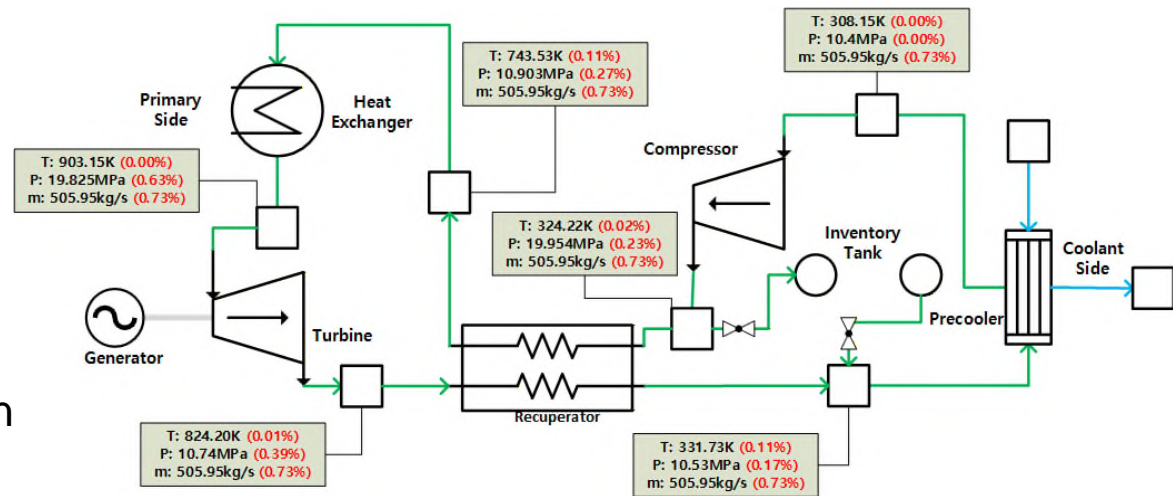 T: 308.15K (0.00%)
P: 10.4MPa (0.00%)
m: 505.95kg/s (0.73%)
T: 743.53K (0.11%)
P: 10.903MPa (0.27%)
m: 505.95kg/s (0.73%)
Primary
Side
Heat
Exchanger
Compressor
T: 903.15K (0.00%)
P: 19.825MPa (0.63%)
m: 505.95kg/s (0.73%)
T: 324.22K (0.02%)
P: 19.954MPa (0.23%)
m: 505.95kg/s (0.73%)
Inventory
Tank
Coolant
Side
Precooler
Turbine
Generator
Recuperator
n
T: 824.20K (0.01%)
P: 10.74MPa (0.39%)
m: 505.95kg/s (0.73%)
T: 331.73K (0.11%)
P: 10.53MPa (0.17%)
m: 505.95kg/s (0.73%)